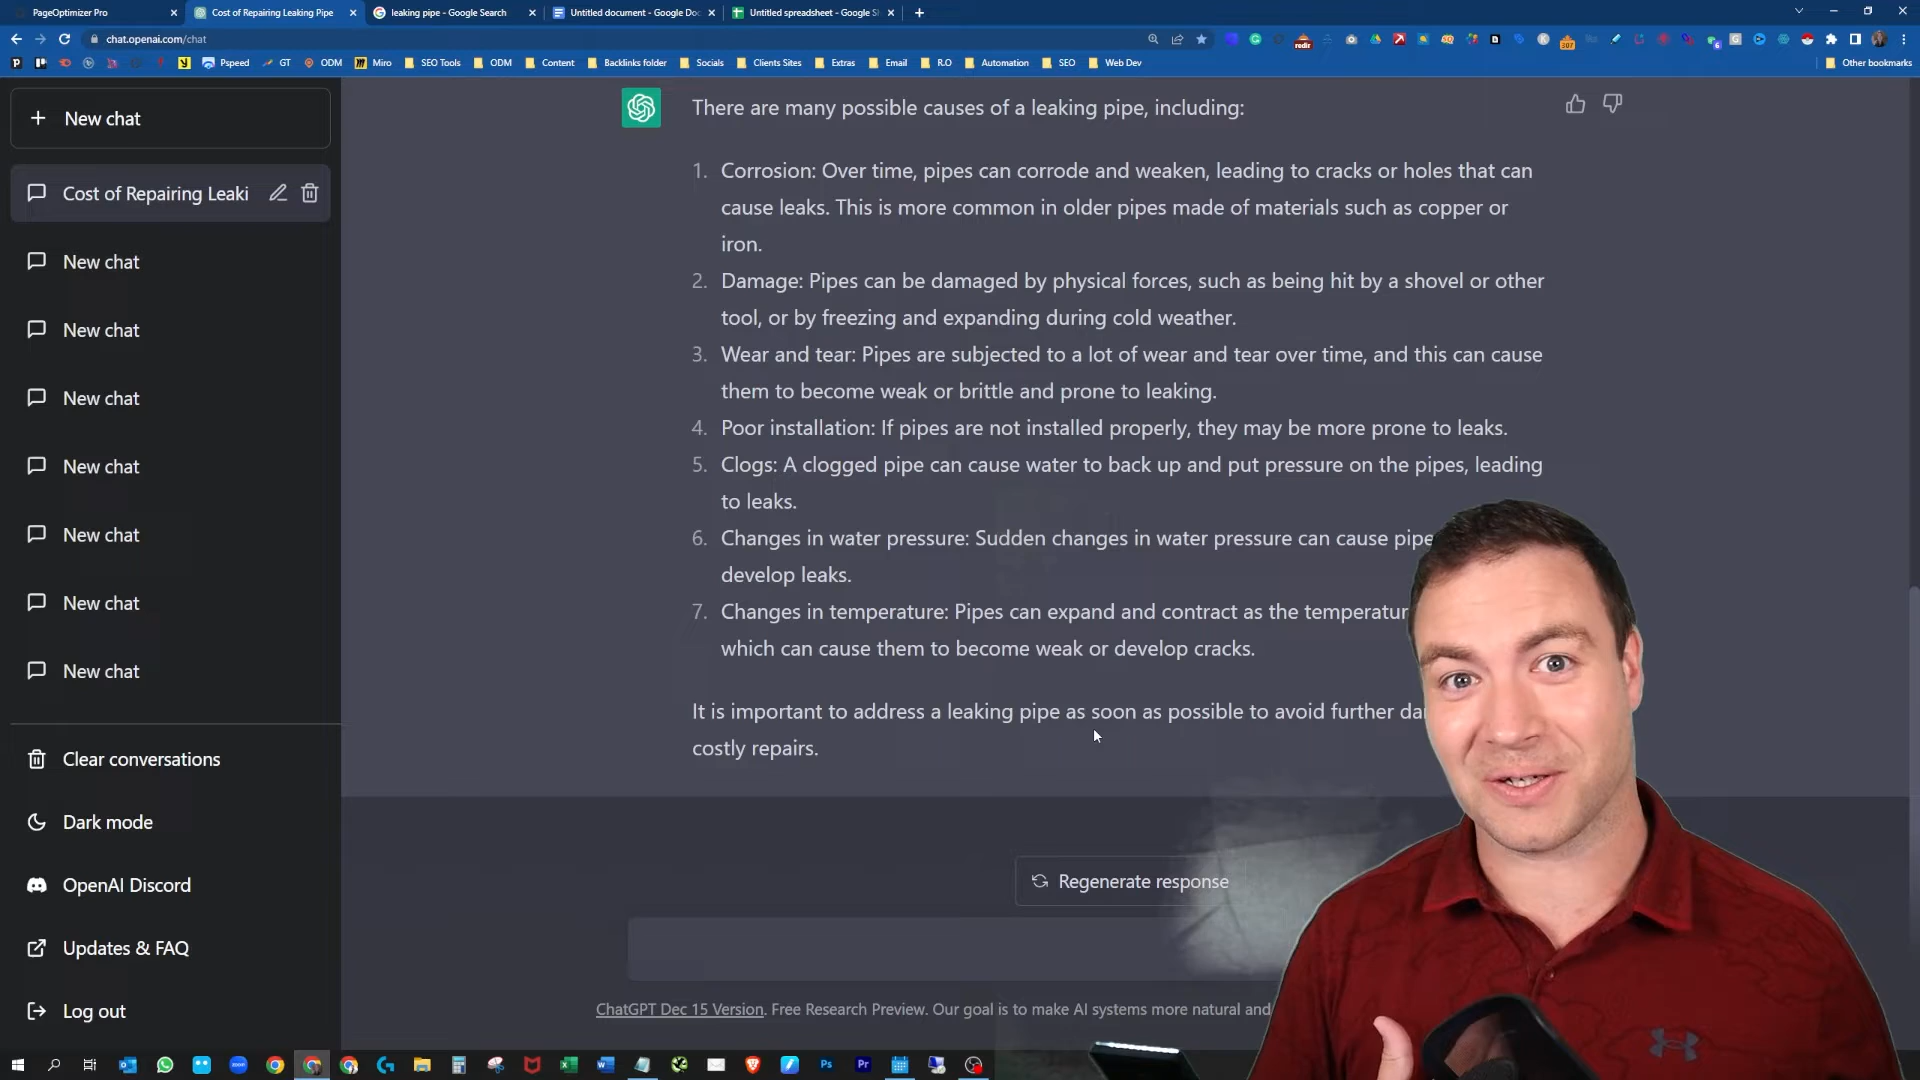 PageOptimizer Pro
Cost of Repairing Leaking Pipe
leaking pipe - Google Search
Untitled document - Google Doc
Untitled spreadsheet - Google Sh
chat.openai.com/chat
redir
307
6
Pspeed
GT
ODM
Miro
SEO Tools
ODM
Content
Backlinks folder
Socials
Clients Sites
Extras
Email
R.O
Automation
SEO
Web Dev
Other bookmarks
New chat
Cost of Repairing Leaki
New chat
New chat
New chat
New chat
New chat
New chat
New chat
Clear conversations
Dark mode
OpenAI Discord
Updates & FAQ
Log out
There are many possible causes of a leaking pipe, including:
1. Corrosion: Over time, pipes can corrode and weaken, leading to cracks or holes that can
cause leaks. This is more common in older pipes made of materials such as copper or
iron.
2. Damage: Pipes can be damaged by physical forces, such as being hit by a shovel or other
tool, or by freezing and expanding during cold weather.
3. Wear and tear: Pipes are subjected to a lot of wear and tear over time, and this can cause
them to become weak or brittle and prone to leaking.
4. Poor installation: If pipes are not installed properly, they may be more prone to leaks.
5. Clogs: A clogged pipe can cause water to back up and put pressure on the pipes, leading
to leaks.
6. Changes in water pressure: Sudden changes in water pressure can cause pipe
develop leaks.
7. Changes in temperature: Pipes can expand and contract as the temperatur
which can cause them to become weak or develop cracks.
It is important to address a leaking pipe as soon as possible to avoid further da
costly repairs.
Regenerate response
ChatGPT Dec 15 Version. Free Research Preview. Our goal is to make AI systems more natural and
zoom
Ps
Pr